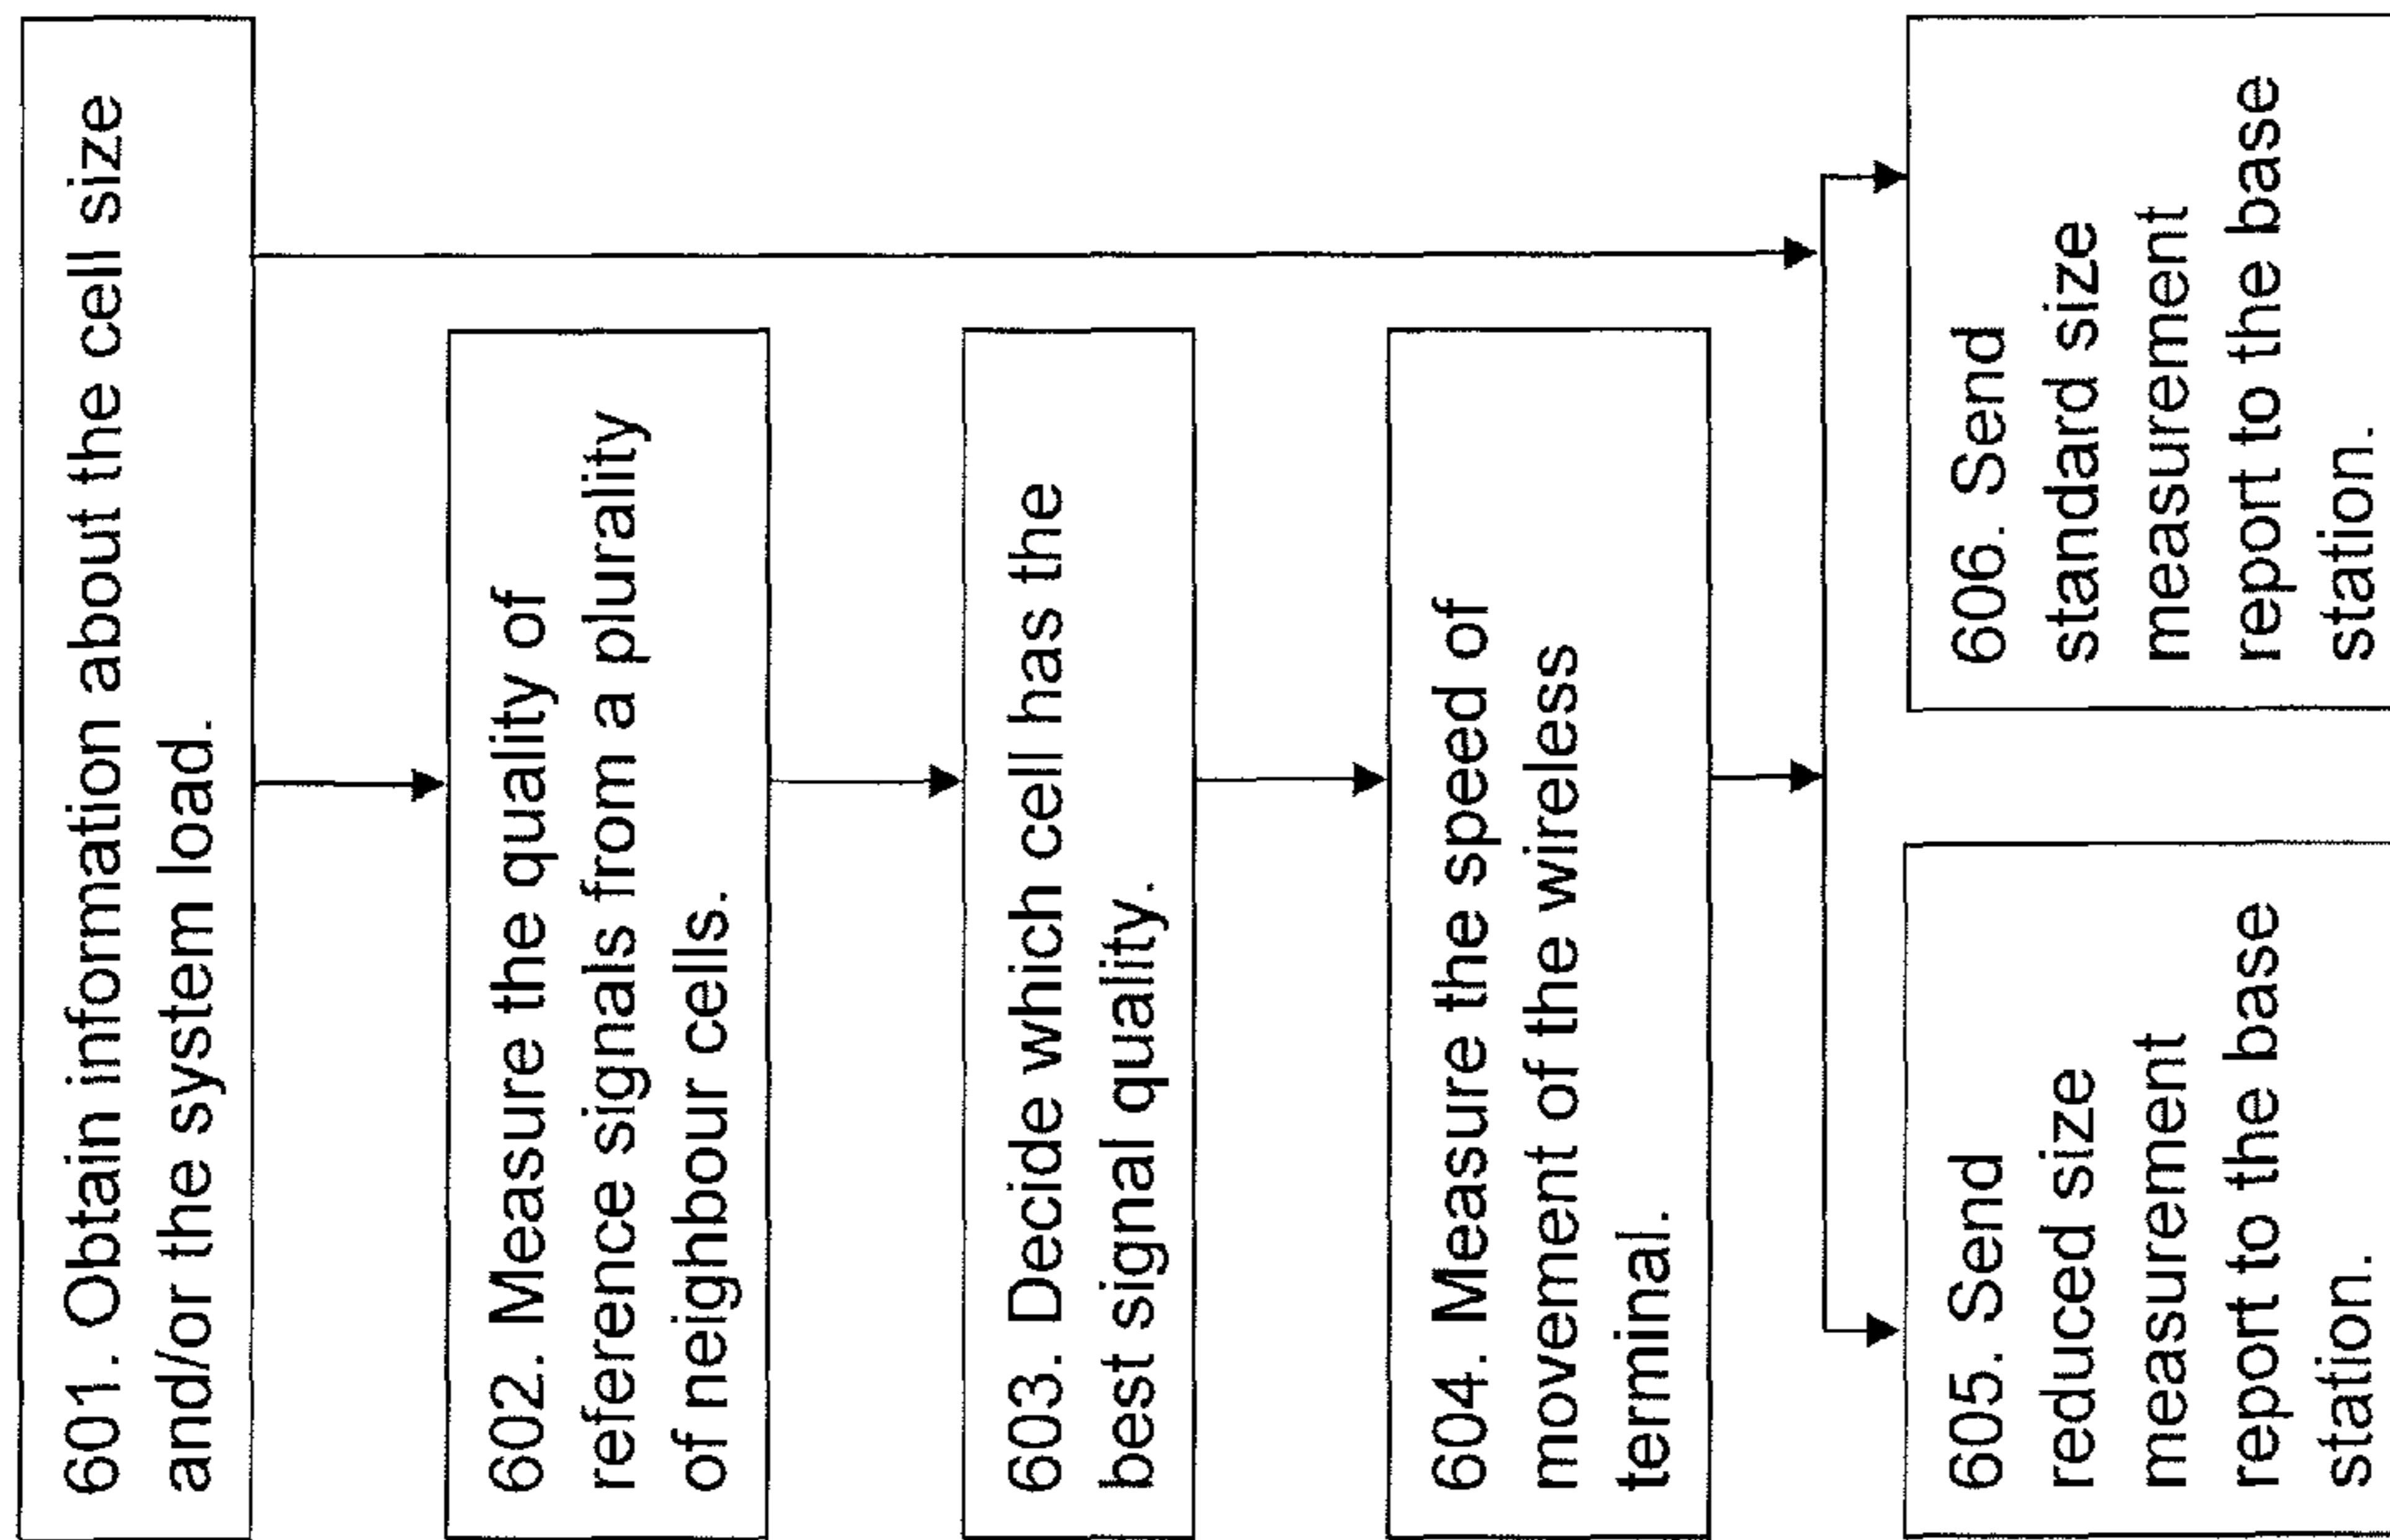 601. Obtain information about the cell size
and/or the system load.
602. Measure the quality of
reference signals from a plurality
of neighbour cells.
603. Decide which cell has the
best signal quality.
604. Measure the speed of
movement of the wireless
terminal.
605. Send
reduced size
measurement
report to the base
station.
606. Send
standard size
measurement
report to the base
station.